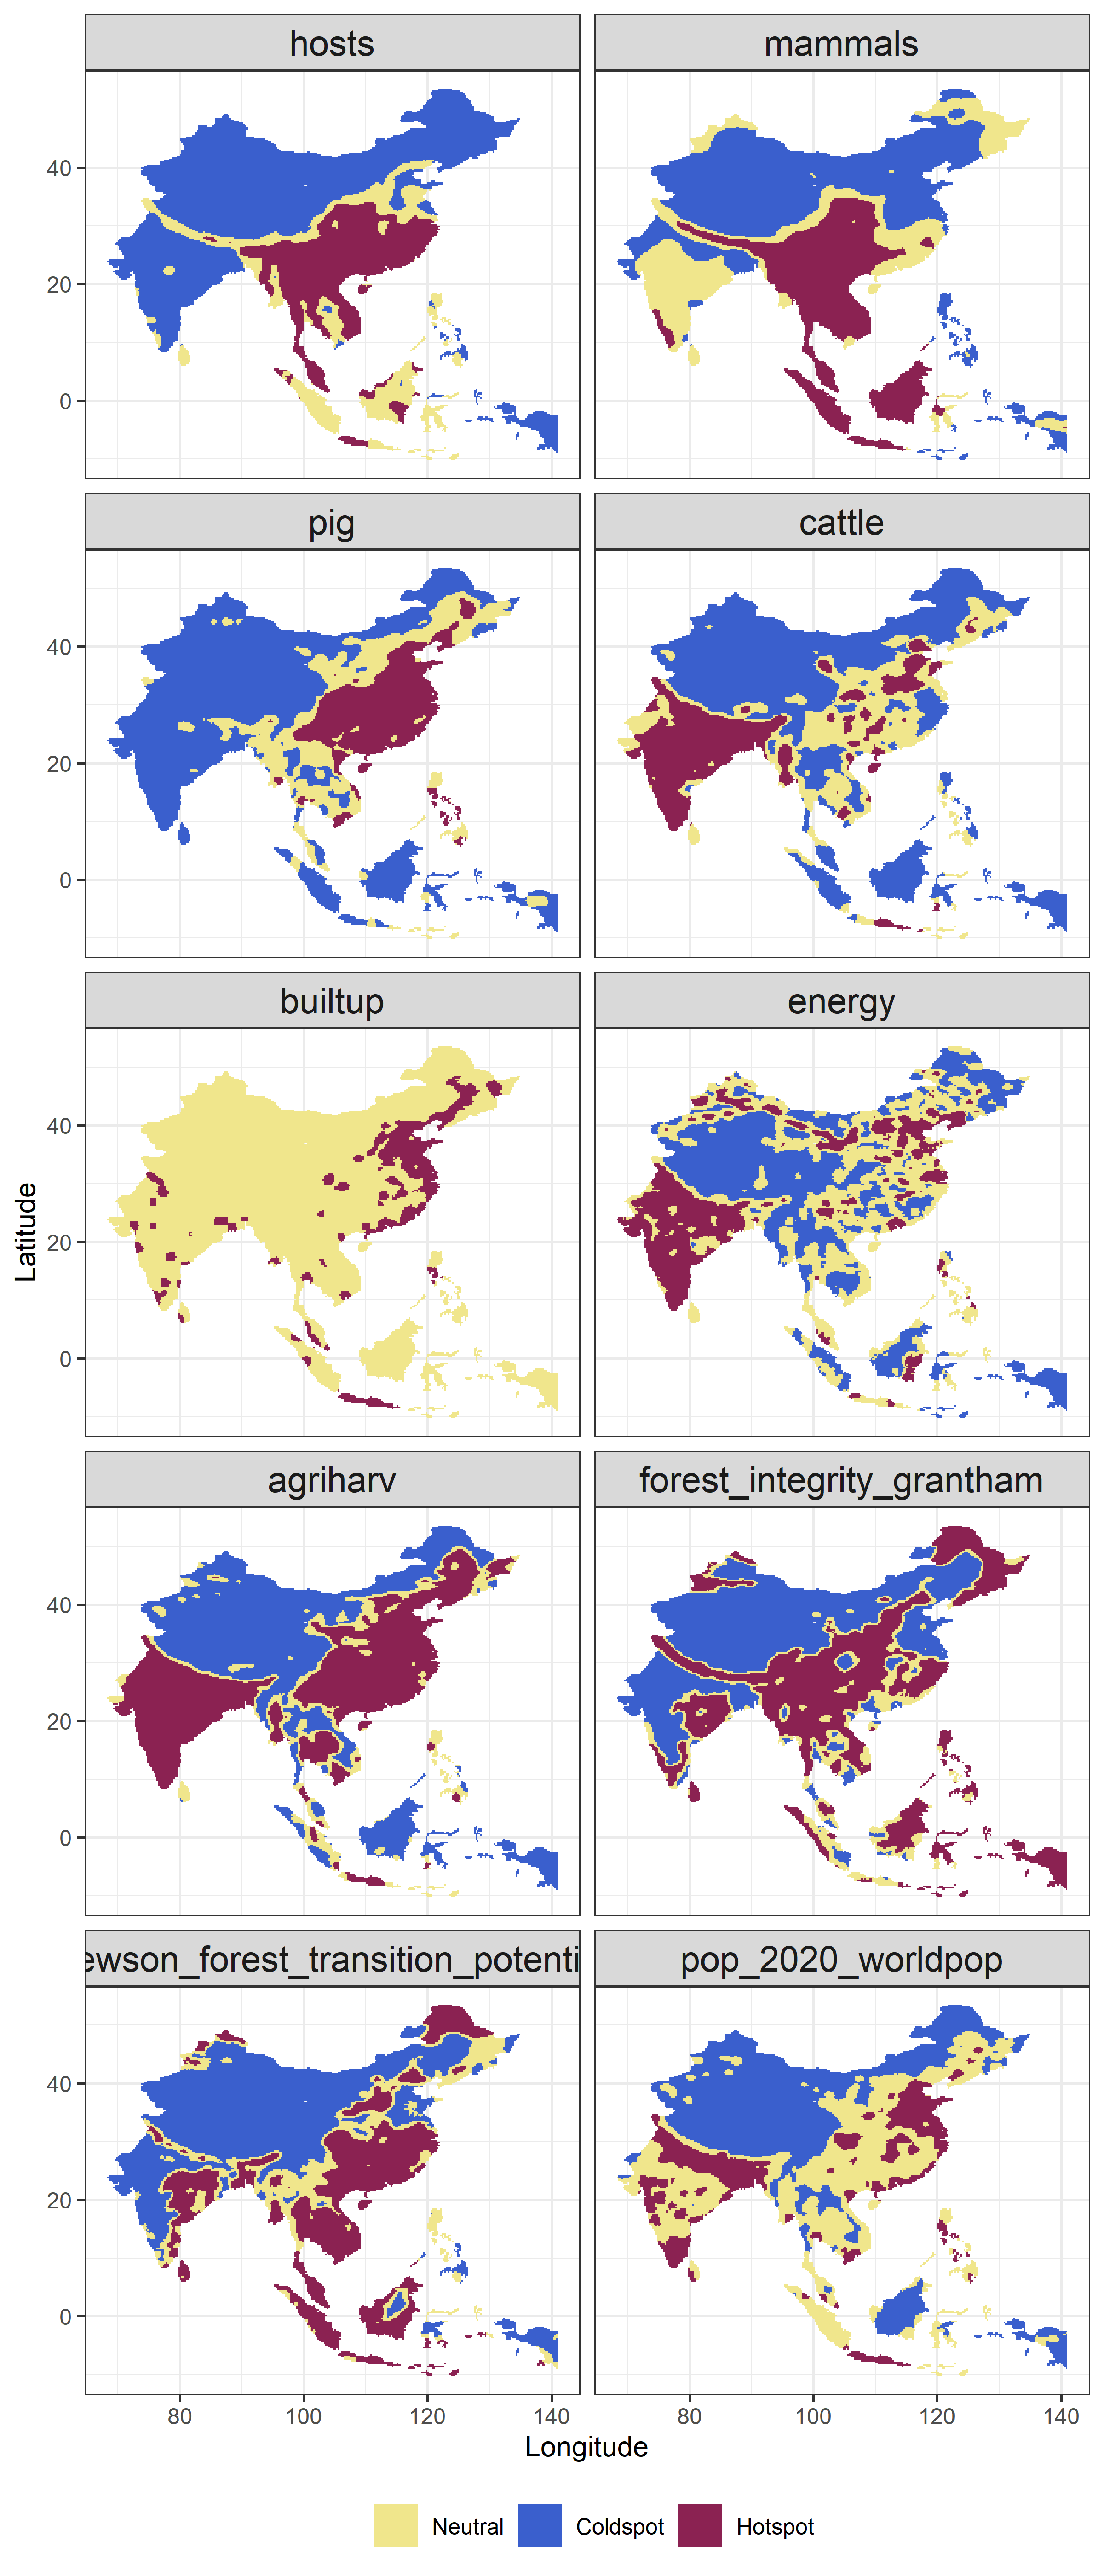 hosts
mammals
40
20
0
pig
cattle
40
20
0
builtup
energy
40
20
0
Latitude
agriharv
forest_integrity_grantham
40
20
0
ewson_forest_transition_potenti
pop_2020_worldpop
40
20
0
80 100 120 140 80 100 120 140
Longitude
Neutral Coldspot Hotspot